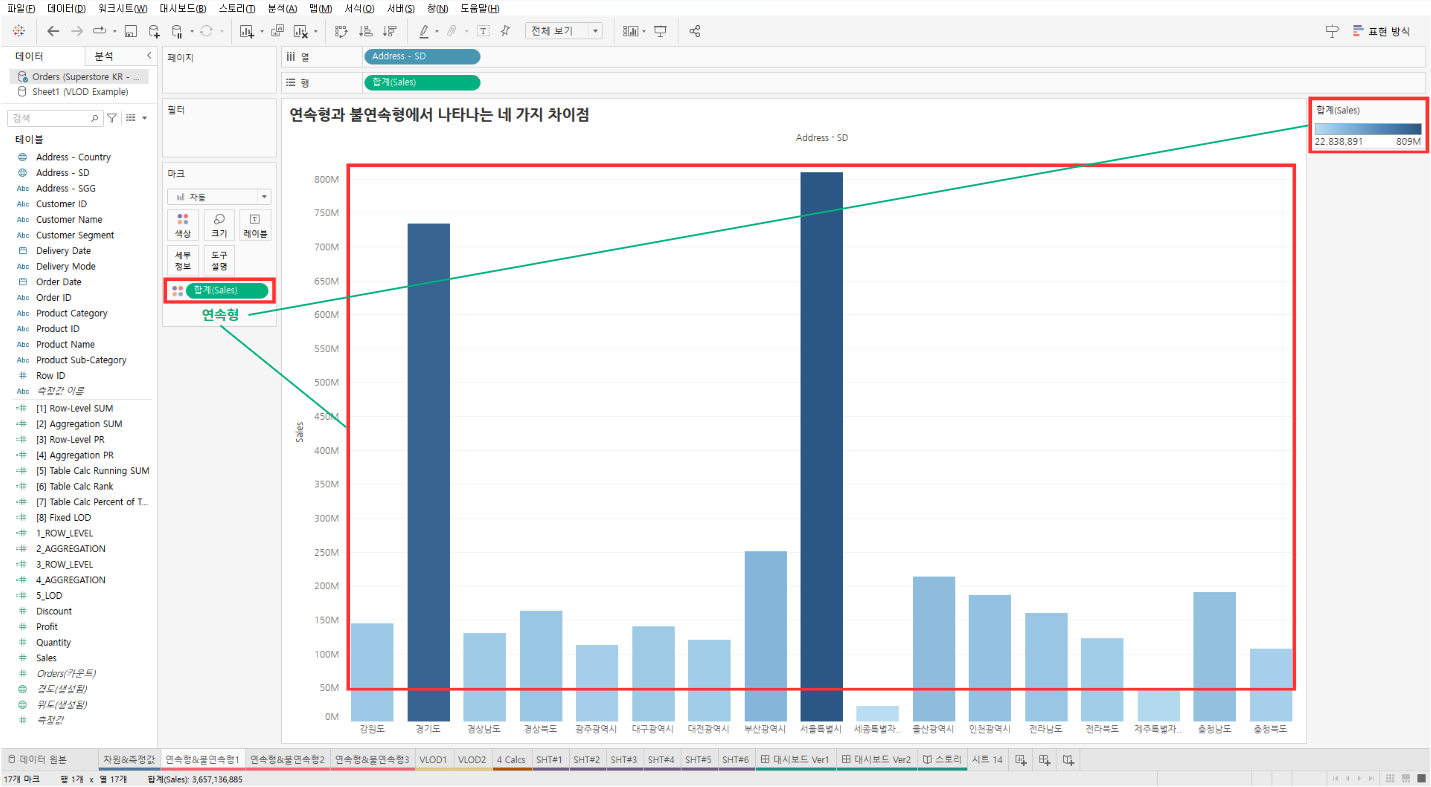 파일(F) 데이터(D) 워크시트(W) 대시보드(B) 스토리(T) 분석(A) 맵(M) 서식(O) 서버(S) 창(N) 도움말(H)
전체 보기
표현 방식
데이터 분석
Orders (Superstore KR - ...
Sheet1 (VLOD Example)
검색
테이블
Address - Country
Address - SD
Abc Address - SGG
Abc Customer ID
Abc Customer Name
Abc Customer Segment
Delivery Date
Abc Delivery Mode
Order Date
Abc Order ID
Abc Product Category
Abc Product ID
Abc Product Name
Abc Product Sub-Category
# Row ID
Abc 측정값 이름
=# [1] Row-Level SUM
=# [2] Aggregation SUM
=# [3] Row-Level PR
=# [4] Aggregation PR
=# [5] Table Calc Running SUM
=# [6] Table Calc Rank
=# [7] Table Calc Percent of T...
=# [8] Fixed LOD
=# 1_ROW_LEVEL
=# 2_AGGREGATION
=# 3_ROW_LEVEL
=# 4_AGGREGATION
=# 5_LOD
# Discount
# Profit
# Quantity
# Sales
# Orders(카운트)
경도(생성됨)
위도(생성됨)
# 측정값
페이지
필터
마크
자동
색상 크기 레이블
세부 정보
도구 설명
합계(Sales)
연속형
열 Address - SD
행 합계(Sales)
연속형과 불연속형에서 나타나는 네 가지 차이점
Address - SD
Sales
800M
750M
700M
650M
600M
550M
500M
450M
400M
350M
300M
250M
200M
150M
100M
50M
0M
강원도 경기도 경상남도 경상북도 광주광역시 대구광역시 대전광역시 부산광역시 서울특별시 세종특별자.. 울산광역시 인천광역시 전라남도 전라북도 제주특별자.. 충청남도 충청북도
합계(Sales)
22,838,891 809M
데이터 원본 차원&측정값 연속형&불연속형1 연속형&불연속형2 연속형&불연속형3 VLOD1 VLOD2 4 Calcs SHT#1 SHT#2 SHT#3 SHT#4 SHT#5 SHT#6 대시보드 Ver1 대시보드 Ver2 스토리 시트 14
17개 마크 행 1개 x 열 17개 합계(Sales): 3,657,136,885